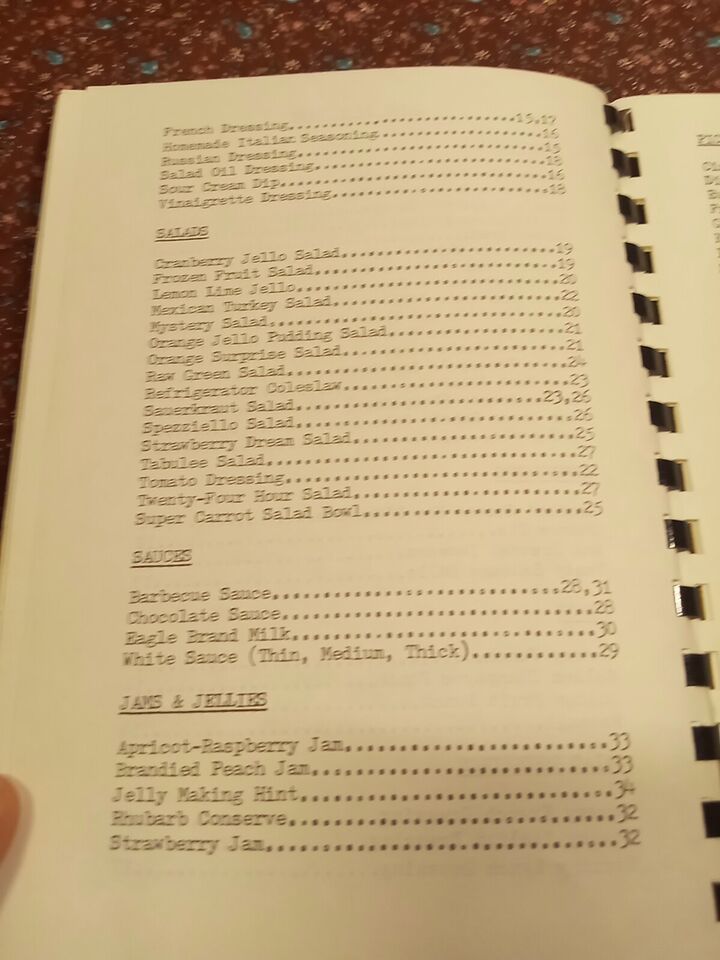 French Dressing........................................15,17
Homemade Italian Seasoning.......................16
Russian Dressing........................................15
Salad Oil Dressing.....................................18
Sour Cream Dip..........................................16
Vinaigrette Dressing...................................18
SALADS
Cranberry Jello Salad.................................19
Frozen Fruit Salad......................................19
Lemon Lime Jello........................................20
Mexican Turkey Salad..................................22
Mystery Salad.............................................20
Orange Jello Pudding Salad.........................21
Orange Surprise Salad.................................21
Raw Green Salad.........................................24
Refrigerator Coleslaw..................................23
Sauerkraut Salad....................................23,26
Spezziello Salad..........................................26
Strawberry Dream Salad..............................25
Tabulee Salad.............................................27
Tomato Dressing.........................................22
Twenty-Four Hour Salad..............................27
Super Carrot Salad Bowl..............................25
SAUCES
Barbecue Sauce......................................28,31
Chocolate Sauce.........................................28
Eagle Brand Milk.........................................30
White Sauce (Thin, Medium, Thick)............29
JAMS & JELLIES
Apricot-Raspberry Jam...............................33
Brandied Peach Jam...................................33
Jelly Making Hint........................................34
Rhubarb Conserve......................................32
Strawberry Jam..........................................32